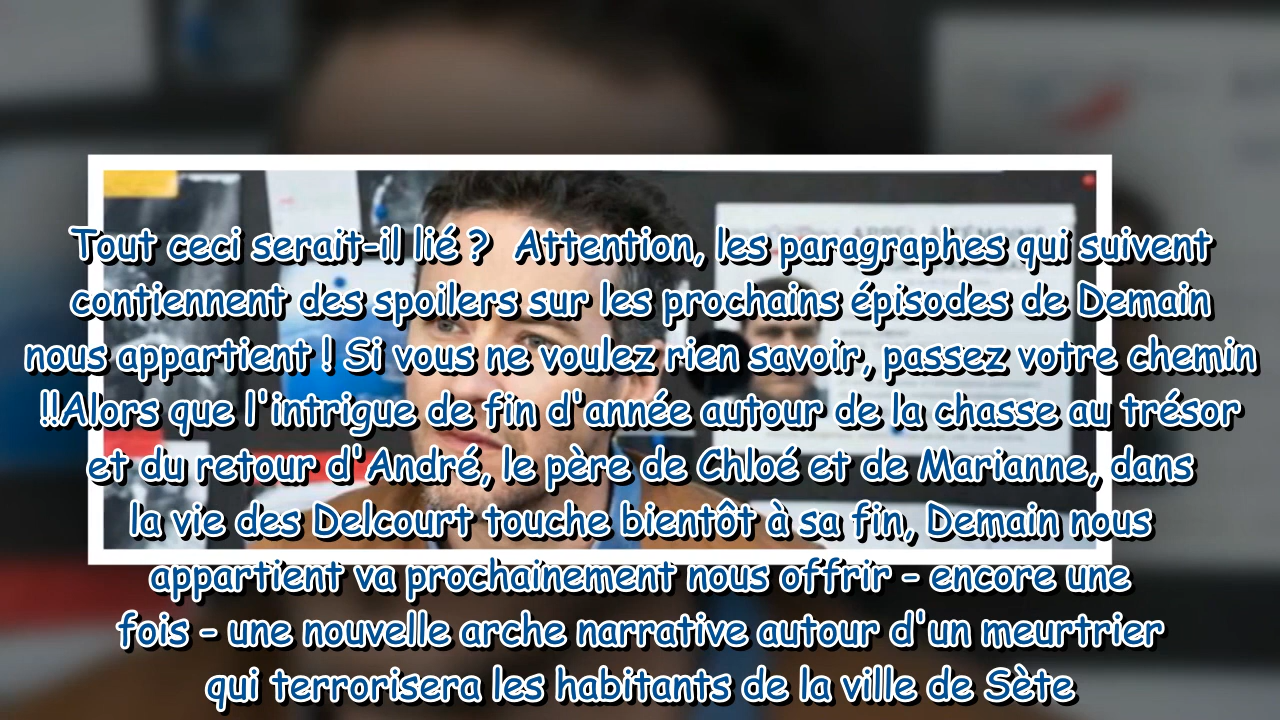 Tout ceci serait-il lié ?  Attention, les paragraphes qui suivent
contiennent des spoilers sur les prochains épisodes de Demain
nous appartient ! Si vous ne voulez rien savoir, passez votre chemin
!!Alors que l'intrigue de fin d'année autour de la chasse au trésor
et du retour d'André, le père de Chloé et de Marianne, dans
la vie des Delcourt touche bientôt à sa fin, Demain nous
appartient va prochainement nous offrir – encore une
fois – une nouvelle arche narrative autour d'un meurtrier
qui terrorisera les habitants de la ville de Sète